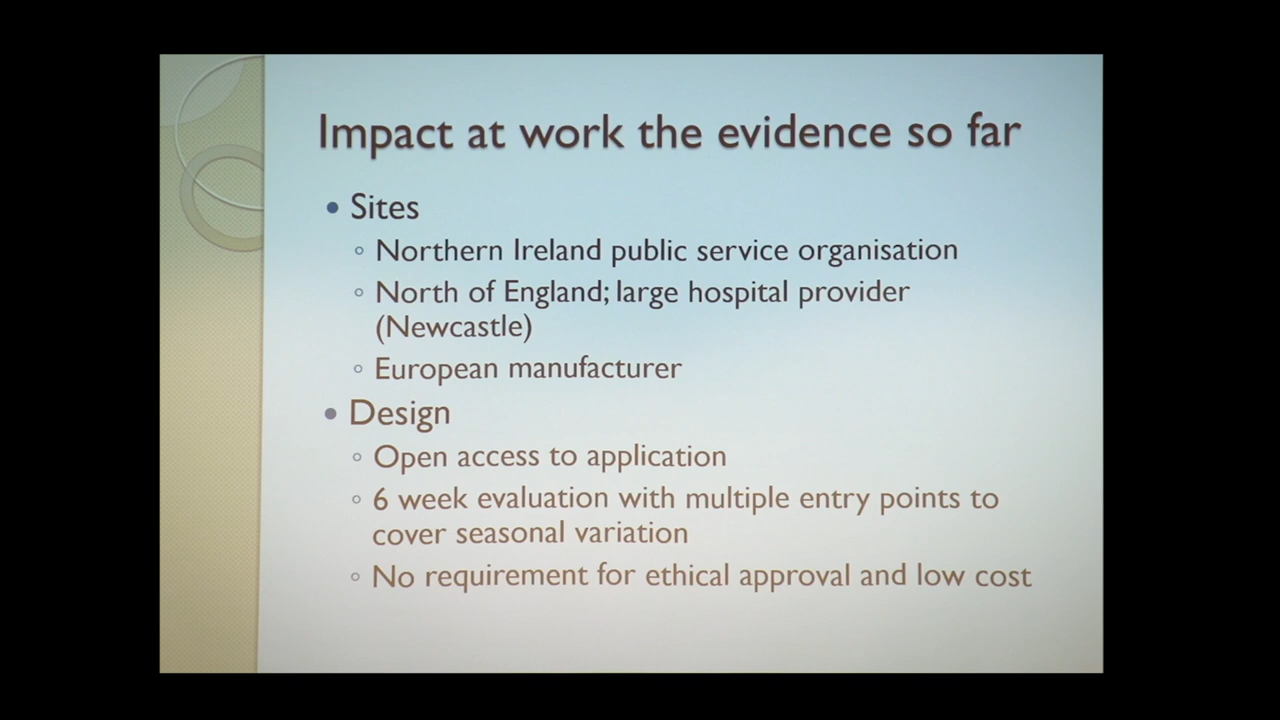 Impact at work the evidence so far
• Sites
◦ Northern Ireland public service organisation
◦ North of England; large hospital provider
(Newcastle)
◦ European manufacturer
• Design
◦ Open access to application
◦ 6 week evaluation with multiple entry points to
cover seasonal variation
◦ No requirement for ethical approval and low cost